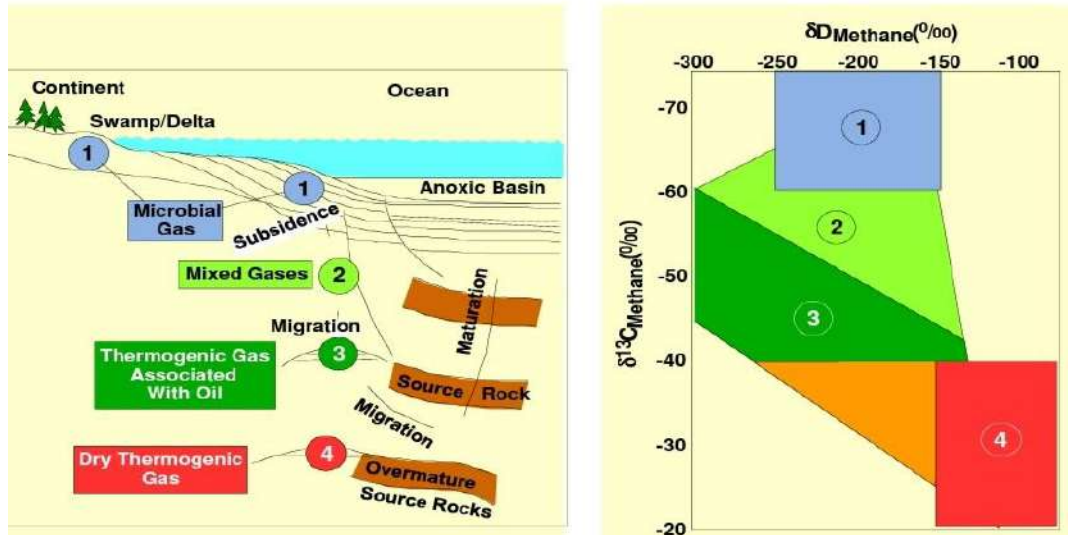 Continent
Ocean
Swamp/Delta
1
1
Anoxic Basin
Microbial
Gas
Subsidence
Mixed Gases
2
Maturation
Migration
3
Thermogenic Gas
Associated
With Oil
Source Rock
Migration
4
Dry Thermogenic
Gas
Overmature
Source Rocks
δDMethane(⁰/₀₀)
-300 -250 -200 -150 -100
δ¹³CMethane(⁰/₀₀)
-70
-60
-50
-40
-30
-20
1
2
3
4